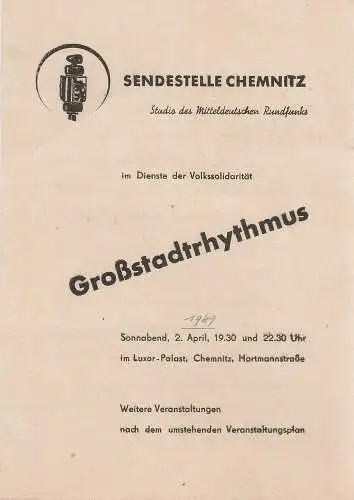 SENDESTELLE CHEMNITZ
Studio des Mitteldeutschen Rundfunks
im Dienste der Volkssolidarität
Großstadtrhythmus
1949
Sonnabend, 2. April, 19.30 und 22.30 Uhr
im Luxor-Palast, Chemnitz, Hartmannstraße
Weitere Veranstaltungen
nach dem umstehenden Veranstaltungsplan